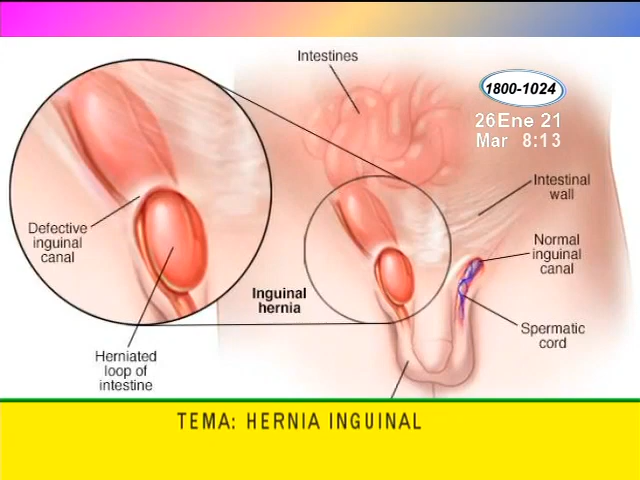 Intestines
1800-1024
26Ene 21
Mar 8:13
Intestinal
wall
Defective
inguinal
canal
Normal
inguinal
canal
Inguinal
hernia
Spermatic
cord
Herniated
loop of
intestine
TEMA: HERNIA INGUINAL